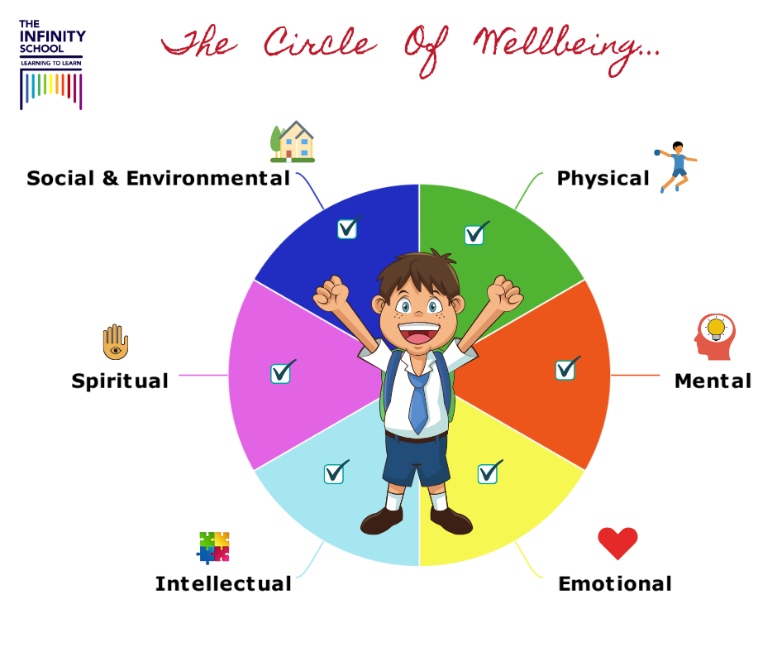 THE
INFINITY
SCHOOL
LEARNING TO LEARN
The Circle Of Wellbeing...
Social & Environmental
Physical
Spiritual
Mental
Intellectual
Emotional